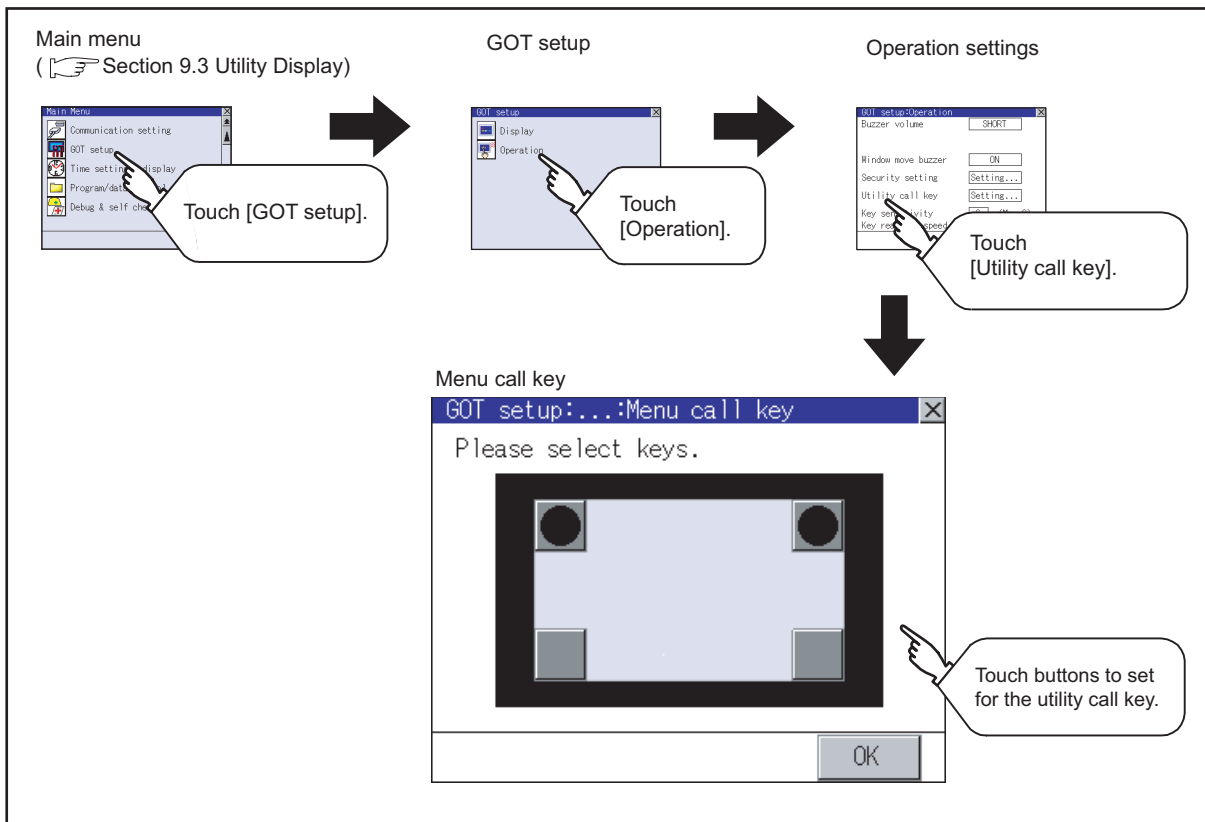 Main menu
( Section 9.3 Utility Display)
GOT setup
Operation settings
Main Menu
Communication setting
GOT setup
Time setting display
Program/data
Debug & self
Touch [GOT setup].
GOT setup
Display
Operation
Touch
[Operation].
GOT setup:Operation
Buzzer volume SHORT
Window move buzzer ON
Security setting Setting...
Utility call key Setting...
Key
Key speed
Touch
[Utility call key].
Menu call key
GOT setup:...:Menu call key
Please select keys.
Touch buttons to set
for the utility call key.
OK